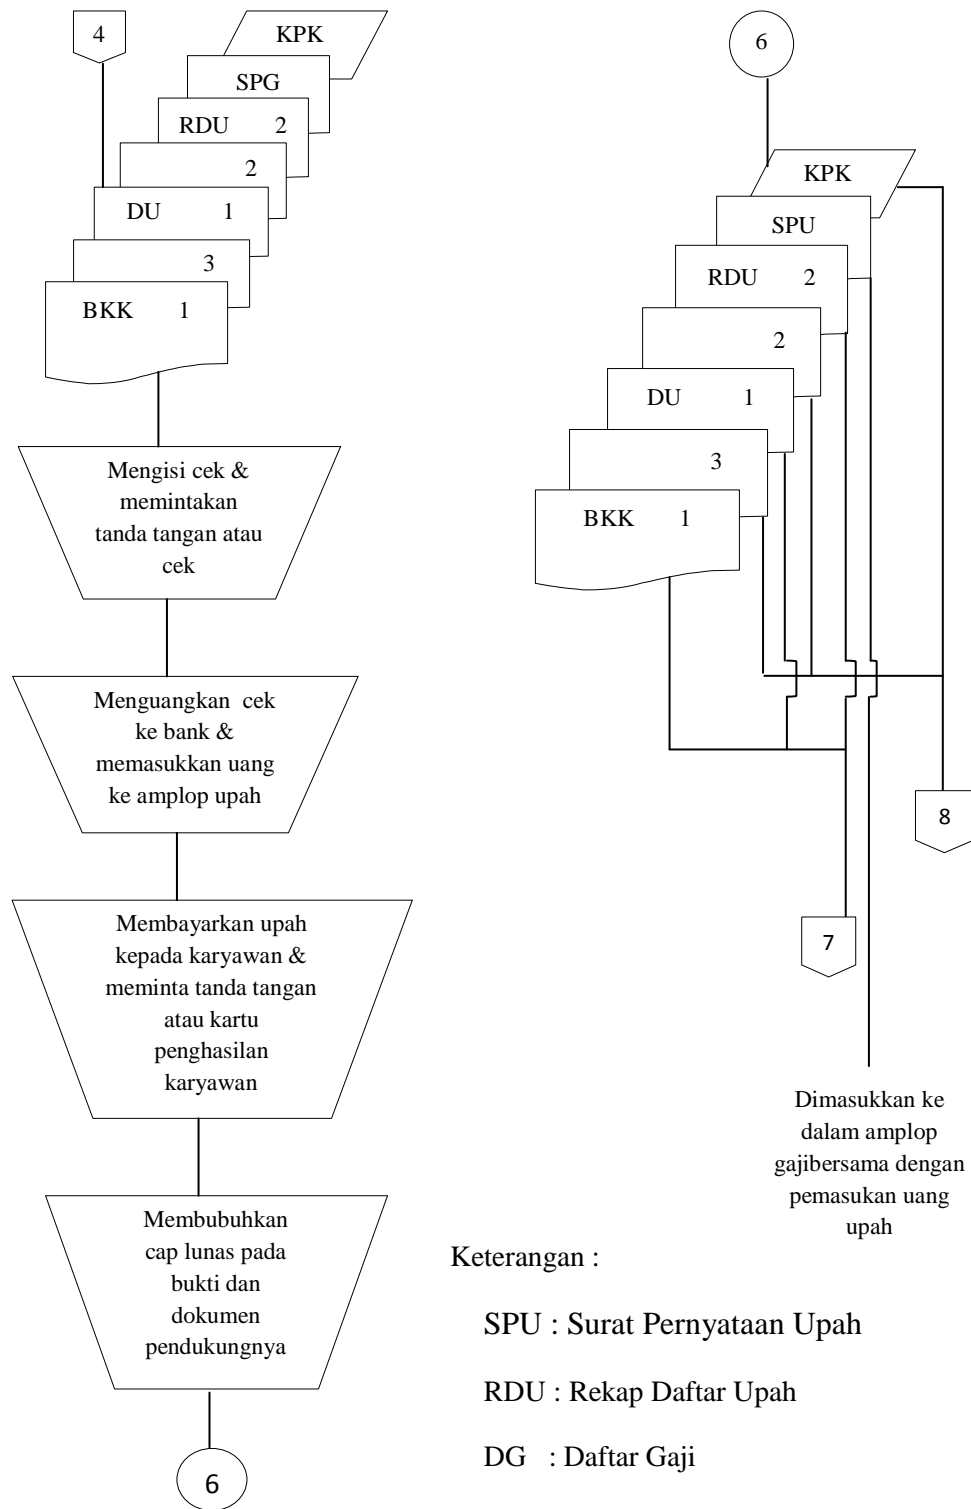 4
KPK
SPG
RDU 2
2
DU 1
3
BKK 1
Mengisi cek &
memintakan
tanda tangan atau
cek
Menguangkan cek
ke bank &
memasukkan uang
ke amplop upah
Membayarkan upah
kepada karyawan &
meminta tanda tangan
atau kartu
penghasilan
karyawan
Membubuhkan
cap lunas pada
bukti dan
dokumen
pendukungnya
6
6
KPK
SPU
RDU 2
2
DU 1
3
BKK 1
8
7
Dimasukkan ke
dalam amplop
gajibersama dengan
pemasukan uang
upah
Keterangan :
SPU : Surat Pernyataan Upah
RDU : Rekap Daftar Upah
DG : Daftar Gaji